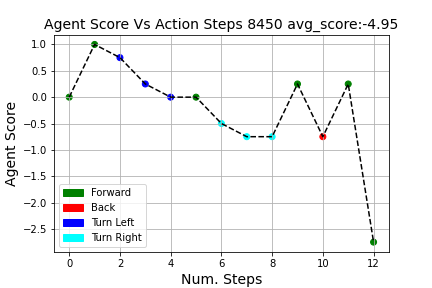 Agent Score Vs Action Steps 8450 avg_score:-4.95
Agent Score
1.0
0.5
0.0
−0.5
−1.0
−1.5
−2.0
−2.5
Forward
Back
Turn Left
Turn Right
0 2 4 6 8 10 12
Num. Steps